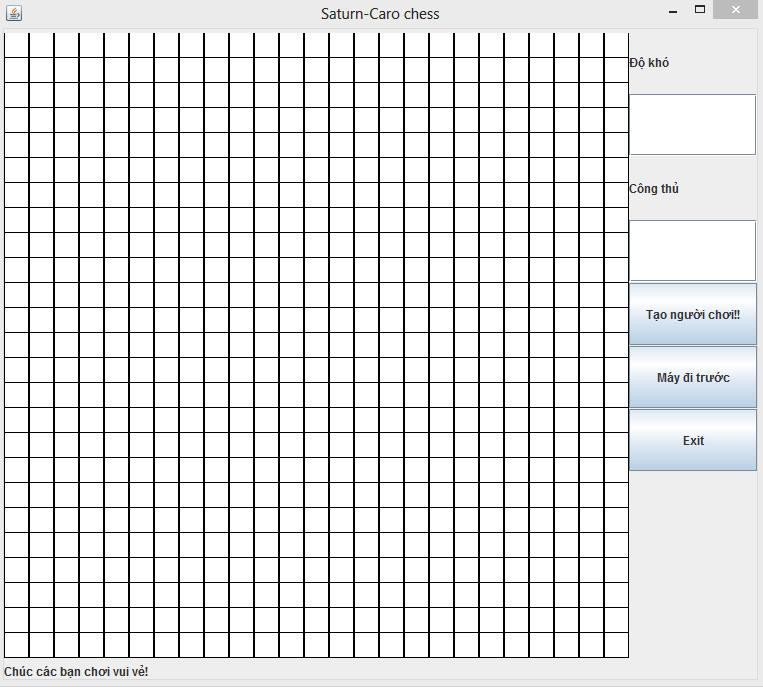 Saturn-Caro chess
Độ khó
Công thủ
Tạo người chơi!!
Máy đi trước
Exit
Chúc các bạn chơi vui vẻ!